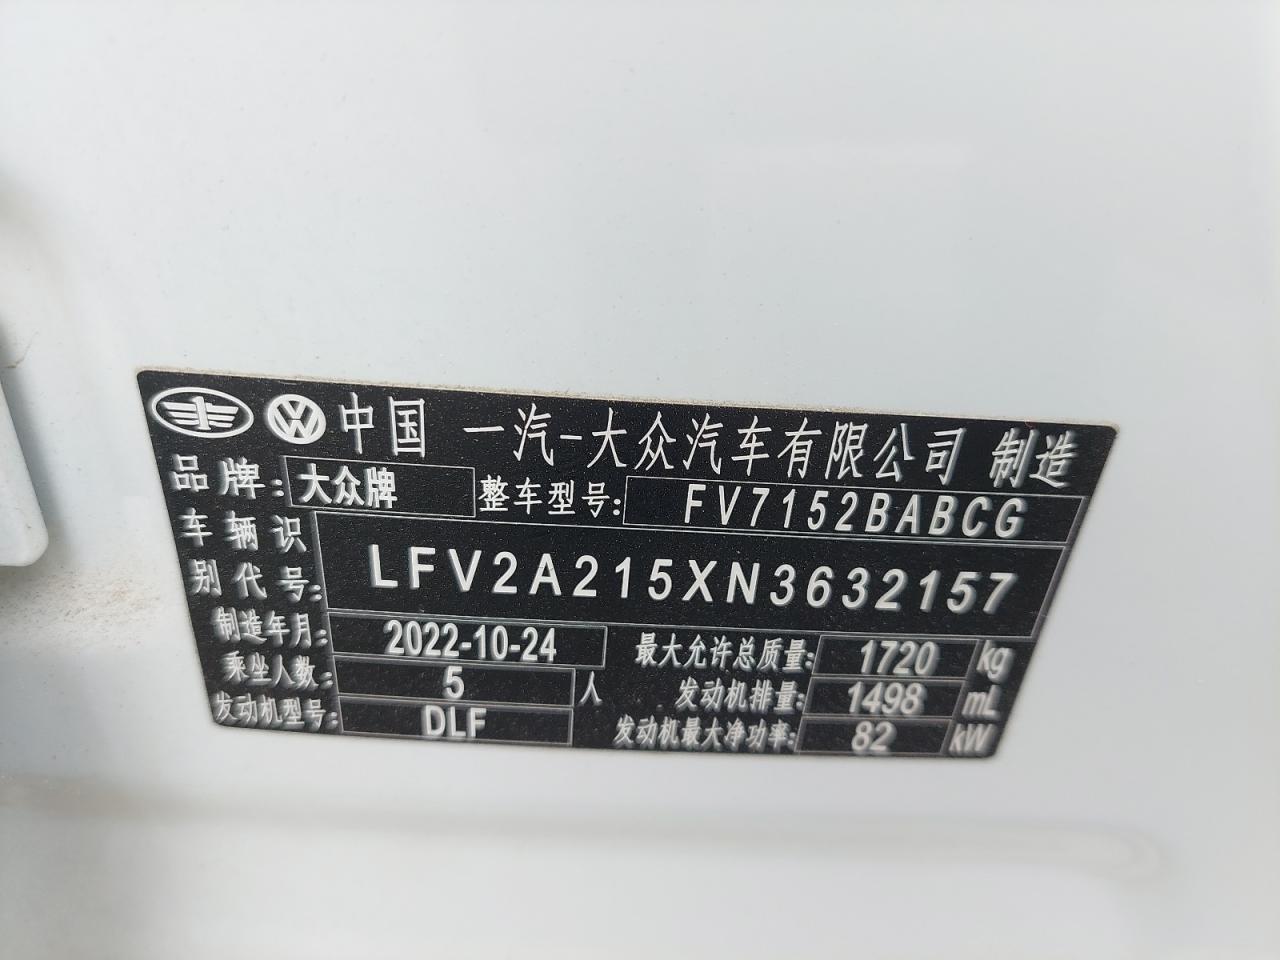 中国 一汽-大众汽车有限公司 制造
品牌: 大众牌 整车型号: FV7152BABCG
车辆识别代号: LFV2A215XN3632157
制造年月: 2022-10-24 最大允许总质量: 1720 kg
乘坐人数: 5 人 发动机排量: 1498 mL
发动机型号: DLF 发动机最大净功率: 82 kW